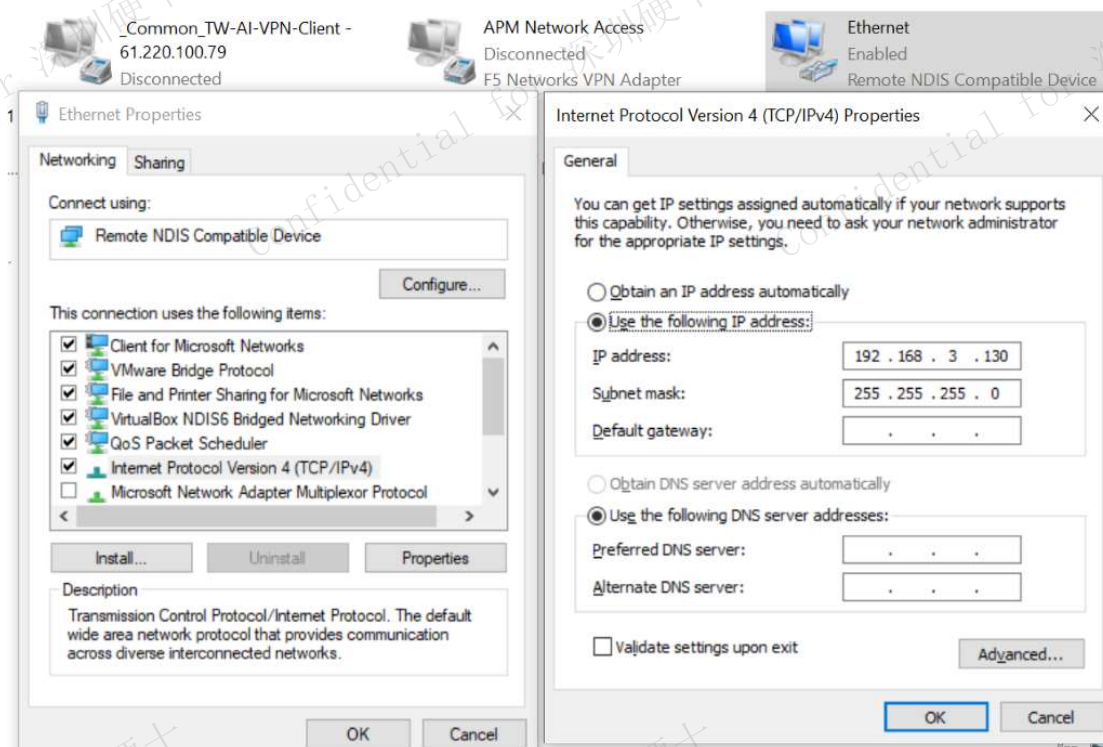 _Common_TW-AI-VPN-Client -
61.220.100.79
Disconnected
APM Network Access
Disconnected
F5 Networks VPN Adapter
Ethernet
Enabled
Remote NDIS Compatible Device
Ethernet Properties
Networking
Sharing
Connect using:
Remote NDIS Compatible Device
Configure...
This connection uses the following items:
Client for Microsoft Networks
VMware Bridge Protocol
File and Printer Sharing for Microsoft Networks
VirtualBox NDIS6 Bridged Networking Driver
QoS Packet Scheduler
Internet Protocol Version 4 (TCP/IPv4)
Microsoft Network Adapter Multiplexor Protocol
Install...
Uninstall
Properties
Description
Transmission Control Protocol/Internet Protocol. The default
wide area network protocol that provides communication
across diverse interconnected networks.
OK
Cancel
Internet Protocol Version 4 (TCP/IPv4) Properties
General
You can get IP settings assigned automatically if your network supports
this capability. Otherwise, you need to ask your network administrator
for the appropriate IP settings.
Obtain an IP address automatically
Use the following IP address:
IP address:
192 . 168 . 3 . 130
Subnet mask:
255 . 255 . 255 . 0
Default gateway:
. . .
Obtain DNS server address automatically
Use the following DNS server addresses:
Preferred DNS server:
. . .
Alternate DNS server:
. . .
Validate settings upon exit
Advanced...
OK
Cancel
Confidential for
Confidential for